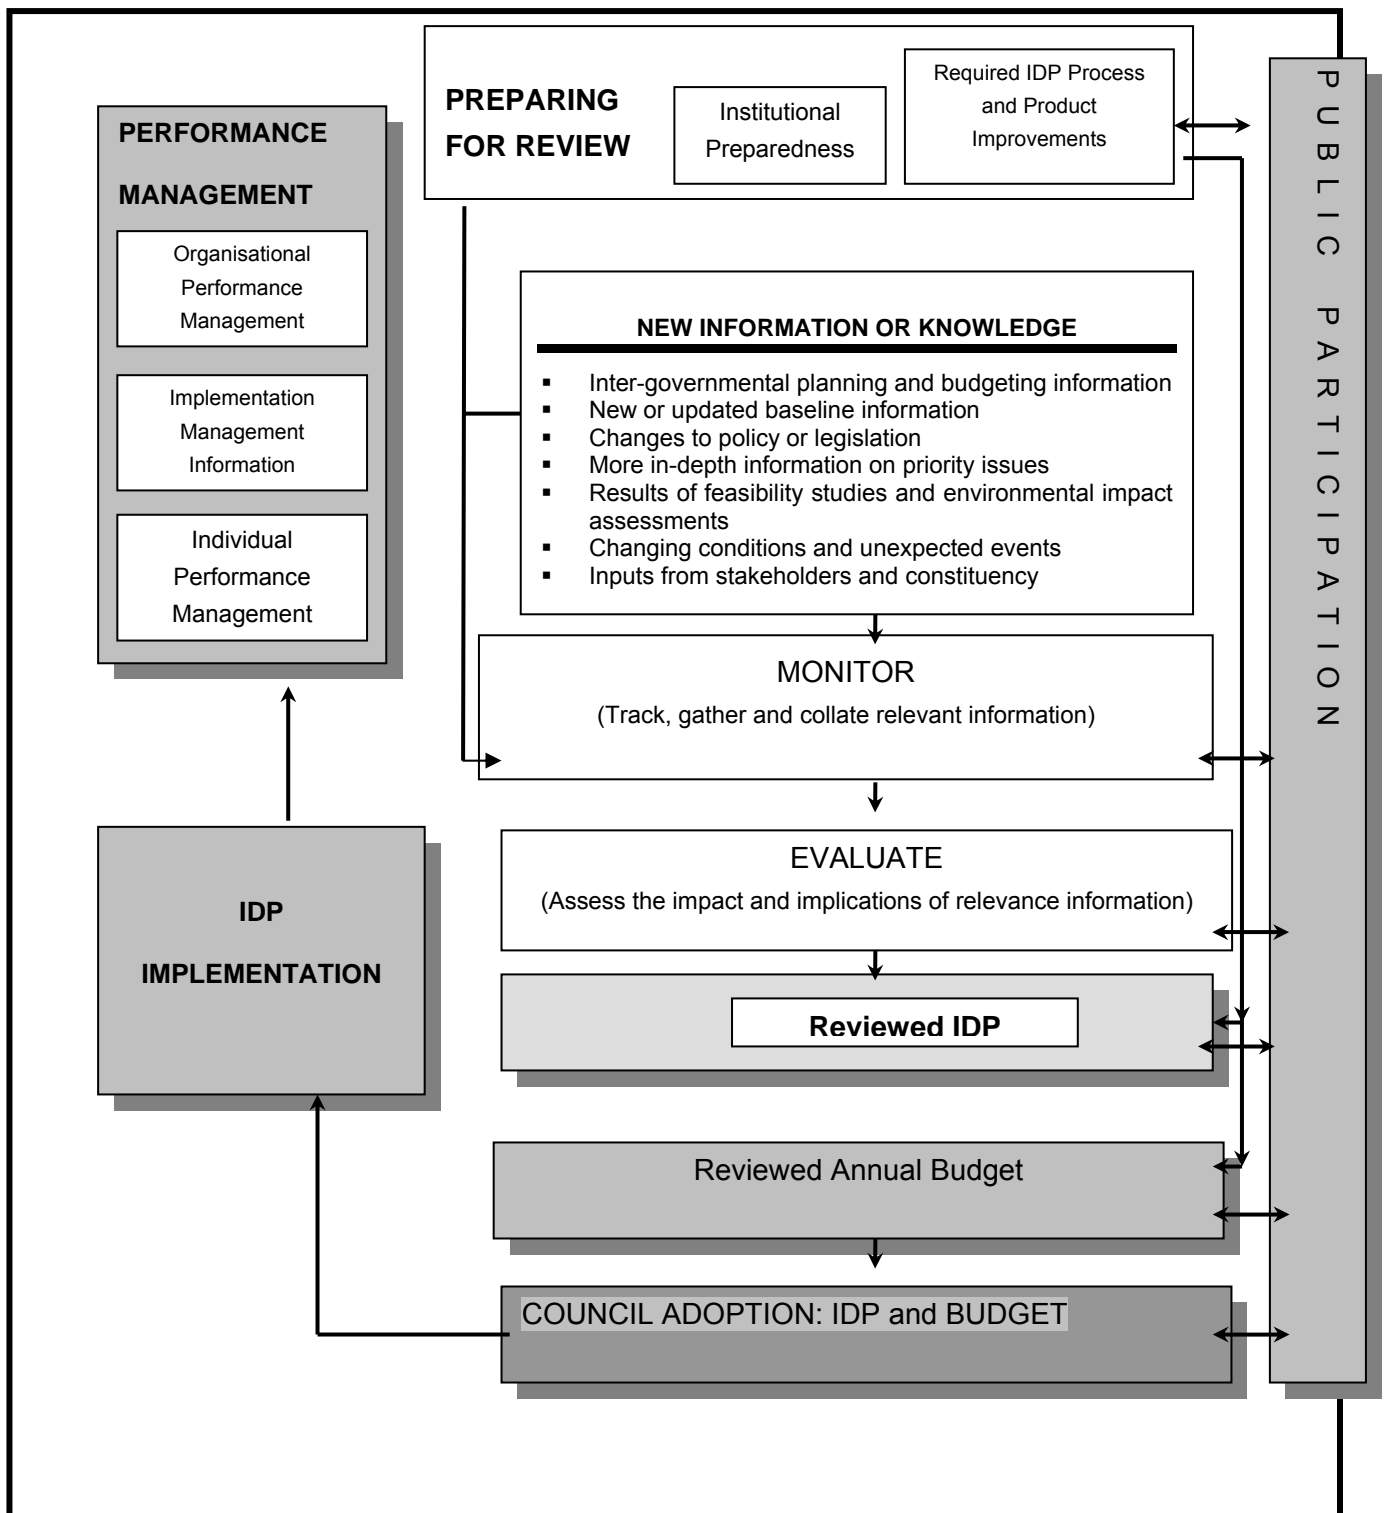 PREPARING
FOR REVIEW
Institutional
Preparedness
Required IDP Process
and Product
Improvements
PUBLIC PARTICIPATION
PERFORMANCE
MANAGEMENT
Organisational
Performance
Management
Implementation
Management
Information
Individual
Performance
Management
NEW INFORMATION OR KNOWLEDGE
▪ Inter-governmental planning and budgeting information
▪ New or updated baseline information
▪ Changes to policy or legislation
▪ More in-depth information on priority issues
▪ Results of feasibility studies and environmental impact
assessments
▪ Changing conditions and unexpected events
▪ Inputs from stakeholders and constituency
MONITOR
(Track, gather and collate relevant information)
EVALUATE
(Assess the impact and implications of relevance information)
IDP
IMPLEMENTATION
Reviewed IDP
Reviewed Annual Budget
COUNCIL ADOPTION: IDP and BUDGET